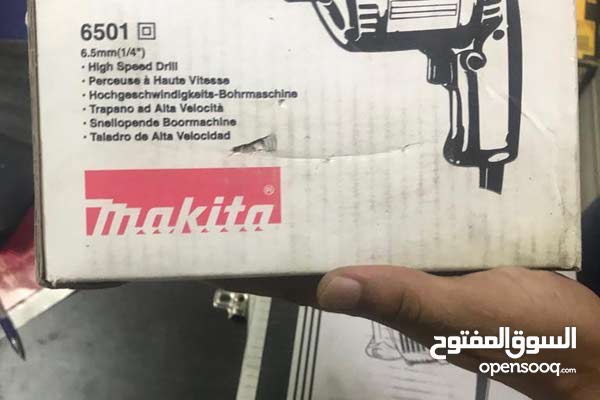 6501
6.5mm(1/4")
· High Speed Drill
· Perceuse à Haute Vitesse
· Hochgeschwindigkeits-Bohrmaschine
· Trapano ad Alta Velocità
· Snellopende Boormachine
· Taladro de Alta Velocidad
makita®
السوق المفتوح
opensooq.com